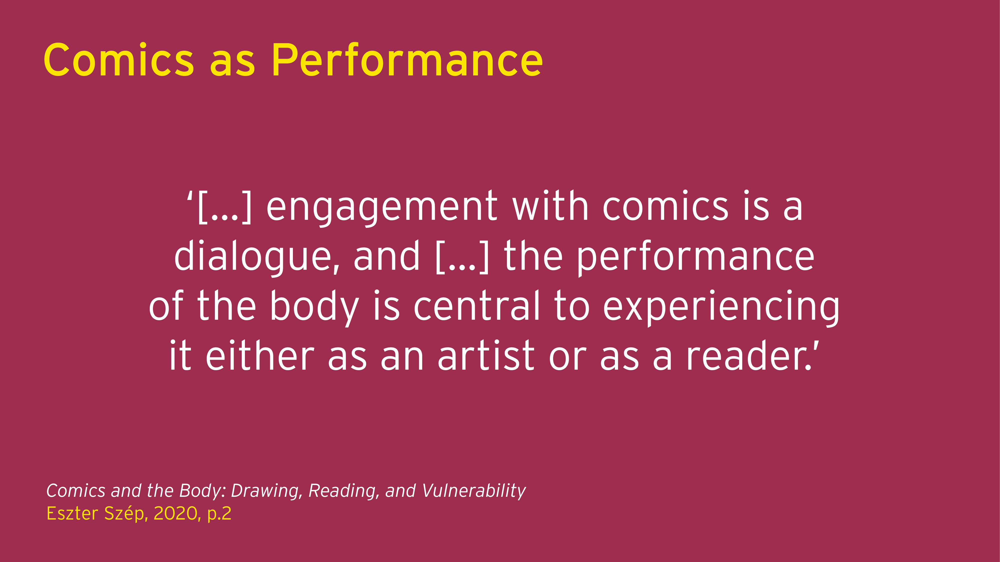 Comics as Performance
‘[...] engagement with comics is a
dialogue, and [...] the performance
of the body is central to experiencing
it either as an artist or as a reader.’
Comics and the Body: Drawing, Reading, and Vulnerability
Eszter Szép, 2020, p.2